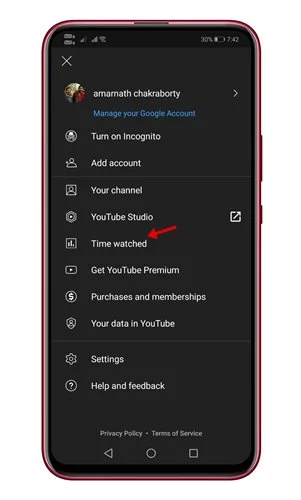 30% 7:42
amarnath chakraborty
Manage your Google Account
Turn on Incognito
Add account
Your channel
YouTube Studio
Time watched
Get YouTube Premium
Purchases and memberships
Your data in YouTube
Settings
Help and feedback
Privacy Policy • Terms of Service